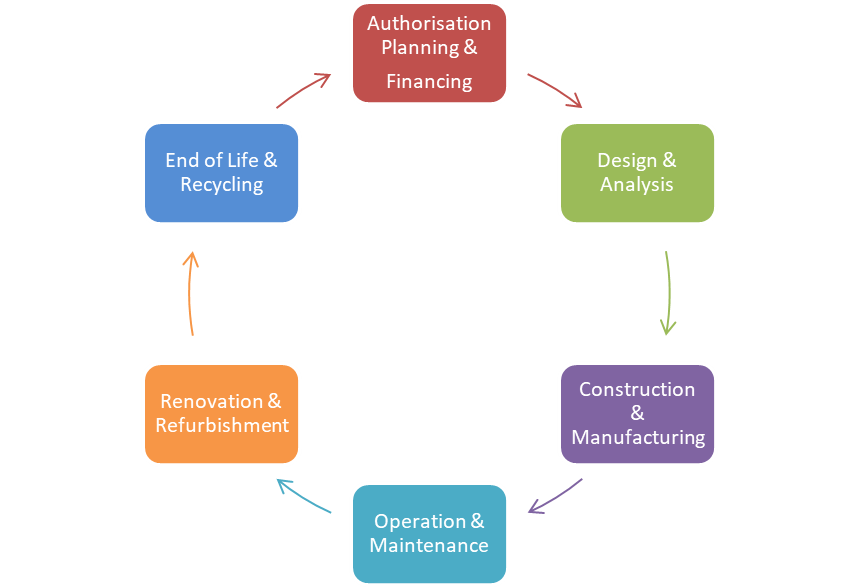 Authorisation
Planning &
Financing
Design &
Analysis
Construction
&
Manufacturing
Operation &
Maintenance
Renovation &
Refurbishment
End of Life &
Recycling